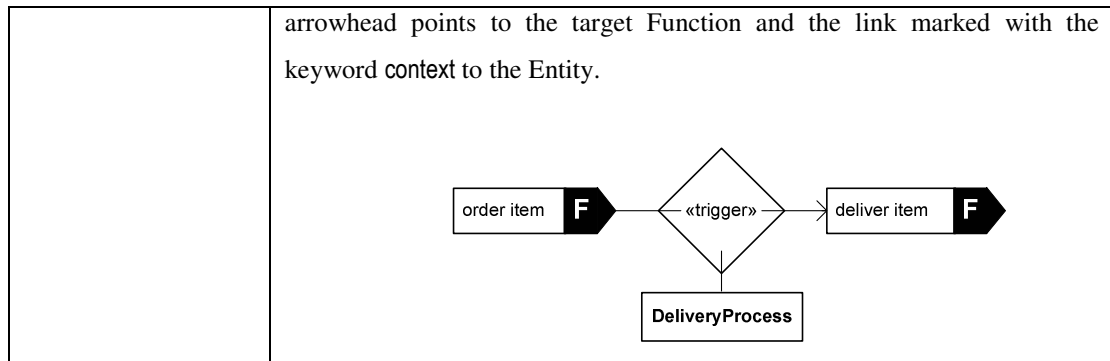 arrowhead points to the target Function and the link marked with the
keyword context to the Entity.
order item F «trigger» deliver item F
DeliveryProcess